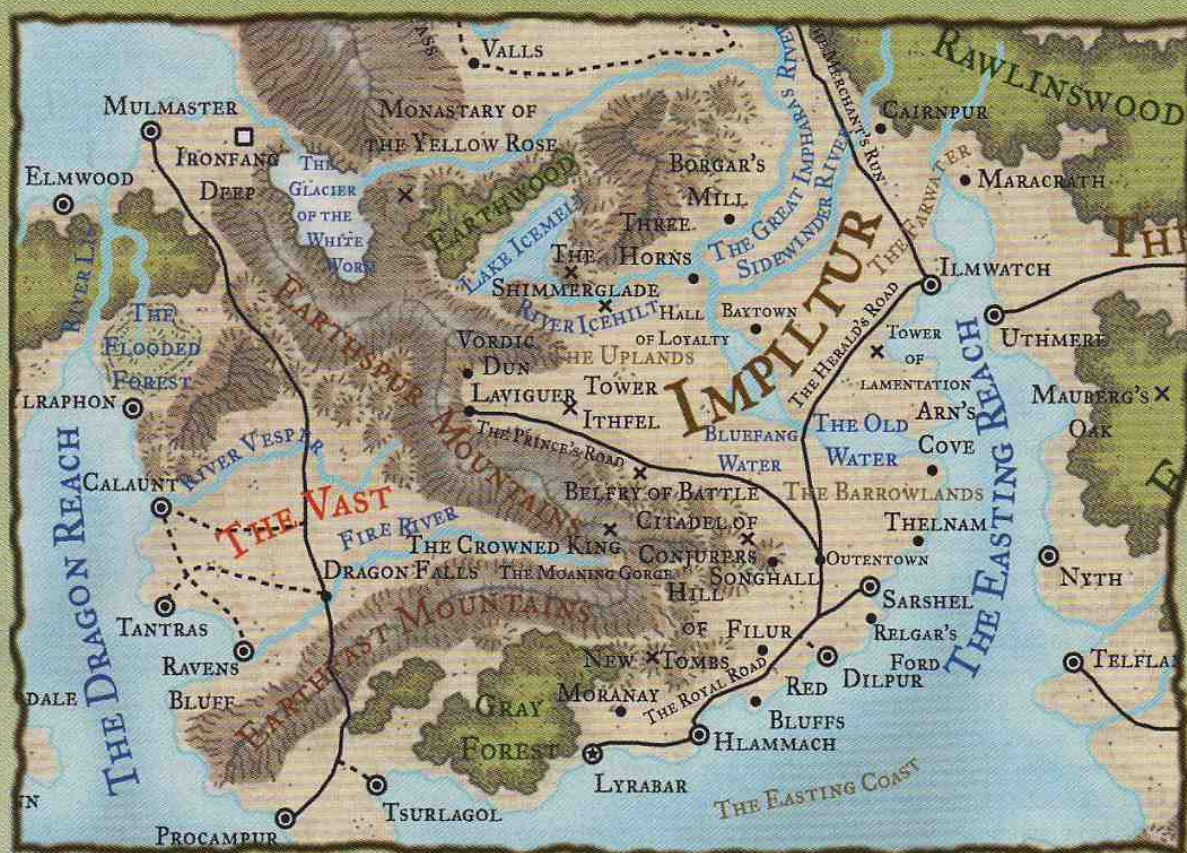 Valls
Rawlinswood
Mulmaster
Monastary of
the Yellow Rose
Cairnpur
Merchant's Run
Ironfang
Deep
The
Glacier
of the
White
Worm
Elmwood
Earthwood
Borgar's
Mill
The Great Imphras River
Sidewinder River
The Farwater
Maracrath
River Lis
Lake Icemelt
Three
Horns
The
Shimmerglade
River Icehilt
Ilmwatch
Impiltur
The
Flooded
Forest
Hall
of Loyalty
Baytown
The Herald's Road
Uthmere
Vordic
Dun
The Uplands
Tower
of
Lamentation
Mauberg's
Oak
Earthspur Mountains
Laviguer
Tower
Ithfel
The Prince's Road
Bluefang
Water
The Old
Water
Arn's
Cove
River Vespar
Calaunt
The Vast
Belfry of Battle
The Barrowlands
The Easting Reach
The Dragon Reach
Fire River
The Crowned King
Citadel of
Conjurers
Thelnam
Dragon Falls
The Moaning Gorge
Songhall
Outentown
Nyth
Tantras
Earthfast Mountains
Hill
of
New Tombs
Filur
Sarshel
Relgar's
Ford
Ravens
Bluff
Moranay
The Royal Road
Red
Bluffs
Dilpur
Gray
Forest
Hlammach
Lyrabar
Tsurlagol
The Easting Coast
Procampur